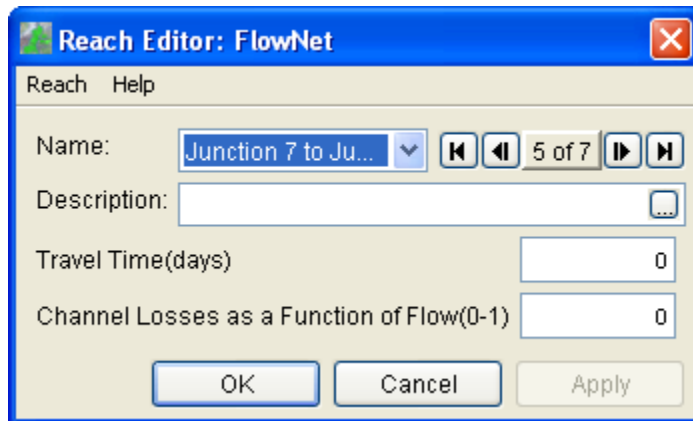 Reach Editor: FlowNet
Reach Help
Name: Junction 7 to Ju... 5 of 7
Description: ...
Travel Time(days) 0
Channel Losses as a Function of Flow(0-1) 0
OK Cancel Apply